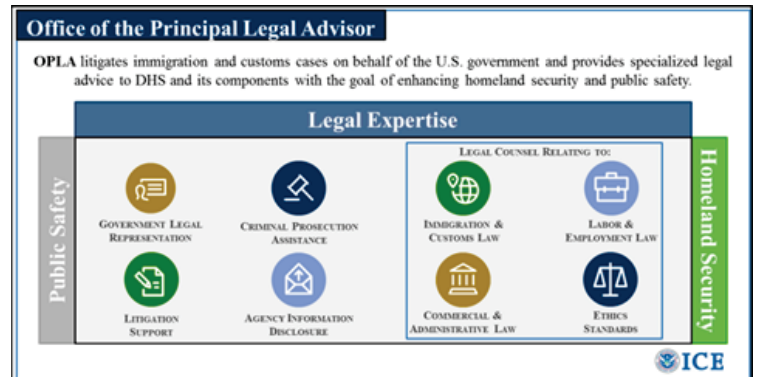 Office of the Principal Legal Advisor
OPLA litigates immigration and customs cases on behalf of the U.S. government and provides specialized legal
advice to DHS and its components with the goal of enhancing homeland security and public safety.
Legal Expertise
Public Safety
GOVERNMENT LEGAL
REPRESENTATION
CRIMINAL PROSECUTION
ASSISTANCE
LITIGATION
SUPPORT
AGENCY INFORMATION
DISCLOSURE
LEGAL COUNSEL RELATING TO:
IMMIGRATION &
CUSTOMS LAW
LABOR &
EMPLOYMENT LAW
COMMERCIAL &
ADMINISTRATIVE LAW
ETHICS
STANDARDS
Homeland Security
ICE